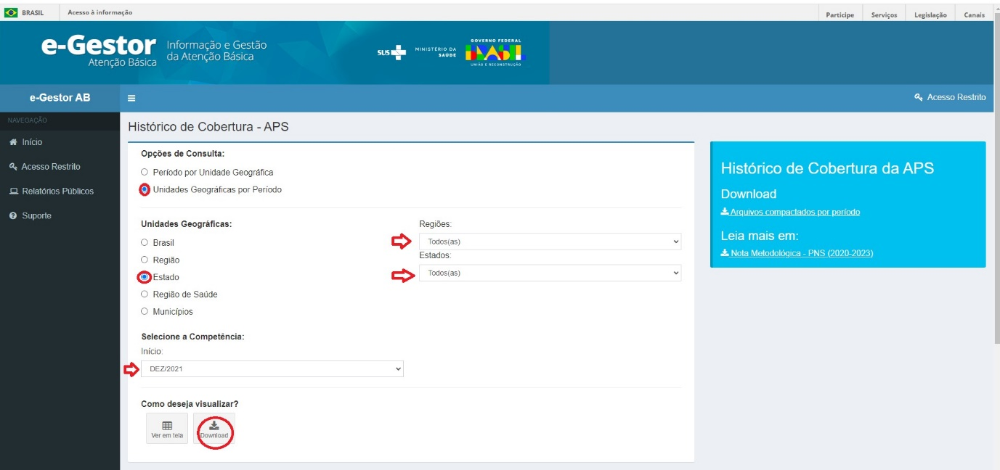 BRASIL
Acesso à informação
Participe
Serviços
Legislação
Canais
e-Gestor
Atenção Básica
Informação e Gestão
da Atenção Básica
SUS
MINISTÉRIO DA
SAÚDE
GOVERNO FEDERAL
BRASIL
UNIÃO E RECONSTRUÇÃO
e-Gestor AB
Acesso Restrito
NAVEGAÇÃO
Início
Acesso Restrito
Relatórios Públicos
Suporte
Histórico de Cobertura - APS
Opções de Consulta:
Período por Unidade Geográfica
Unidades Geográficas por Período
Unidades Geográficas:
Brasil
Região
Estado
Região de Saúde
Municípios
Regiões:
Todos(as)
Estados:
Todos(as)
Selecione a Competência:
Início:
DEZ/2021
Como deseja visualizar?
Ver em tela
Download
Histórico de Cobertura da APS
Download
Arquivos compactados por período
Leia mais em:
Nota Metodológica - PNS (2020-2023)